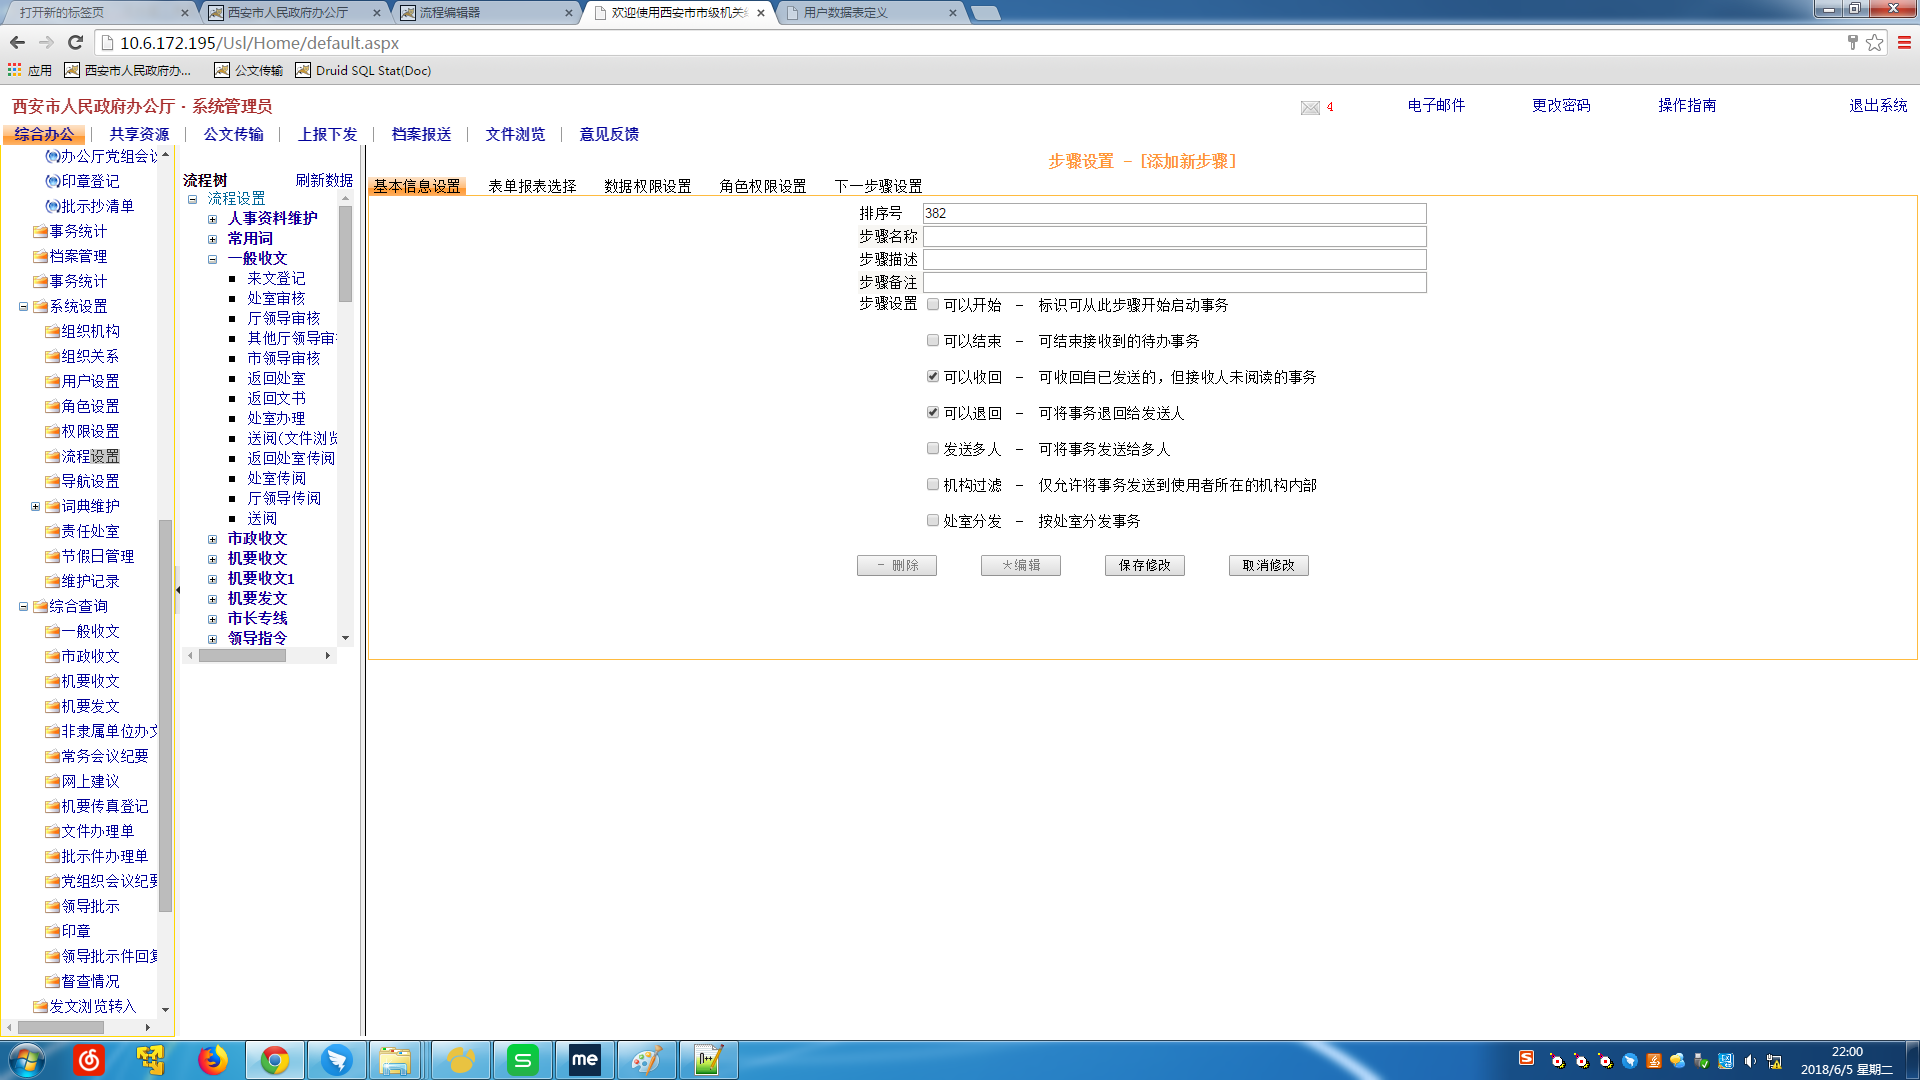 打开新的标签页
西安市人民政府办公厅
流程编辑器
欢迎使用西安市市级机关
用户数据表定义
10.6.172.195/Usl/Home/default.aspx
应用
西安市人民政府办...
公文传输
Druid SQL Stat(Doc)
西安市人民政府办公厅 · 系统管理员
4
电子邮件
更改密码
操作指南
退出系统
综合办公
共享资源
公文传输
上报下发
档案报送
文件浏览
意见反馈
办公厅党组会议
印章登记
批示抄清单
事务统计
档案管理
事务统计
系统设置
组织机构
组织关系
用户设置
角色设置
权限设置
流程设置
导航设置
词典维护
责任处室
节假日管理
维护记录
综合查询
一般收文
市政收文
机要收文
机要发文
非隶属单位办文
常务会议纪要
网上建议
机要传真登记
文件办理单
批示件办理单
党组织会议纪要
领导批示
印章
领导批示件回复
督查情况
发文浏览转入
流程树
刷新数据
流程设置
人事资料维护
常用词
一般收文
来文登记
处室审核
厅领导审核
其他厅领导审
市领导审核
返回处室
返回文书
处室办理
送阅(文件浏览
返回处室传阅
处室传阅
厅领导传阅
送阅
市政收文
机要收文
机要收文1
机要发文
市长专线
领导指令
步骤设置 - [添加新步骤]
基本信息设置
表单报表选择
数据权限设置
角色权限设置
下一步骤设置
排序号 382
步骤名称
步骤描述
步骤备注
步骤设置 可以开始 - 标识可从此步骤开始启动事务
可以结束 - 可结束接收到的待办事务
可以收回 - 可收回自已发送的，但接收人未阅读的事务
可以退回 - 可将事务退回给发送人
发送多人 - 可将事务发送给多人
机构过滤 - 仅允许将事务发送到使用者所在的机构内部
处室分发 - 按处室分发事务
- 删除
*编辑
保存修改
取消修改
me
22:00
2018/6/5 星期二